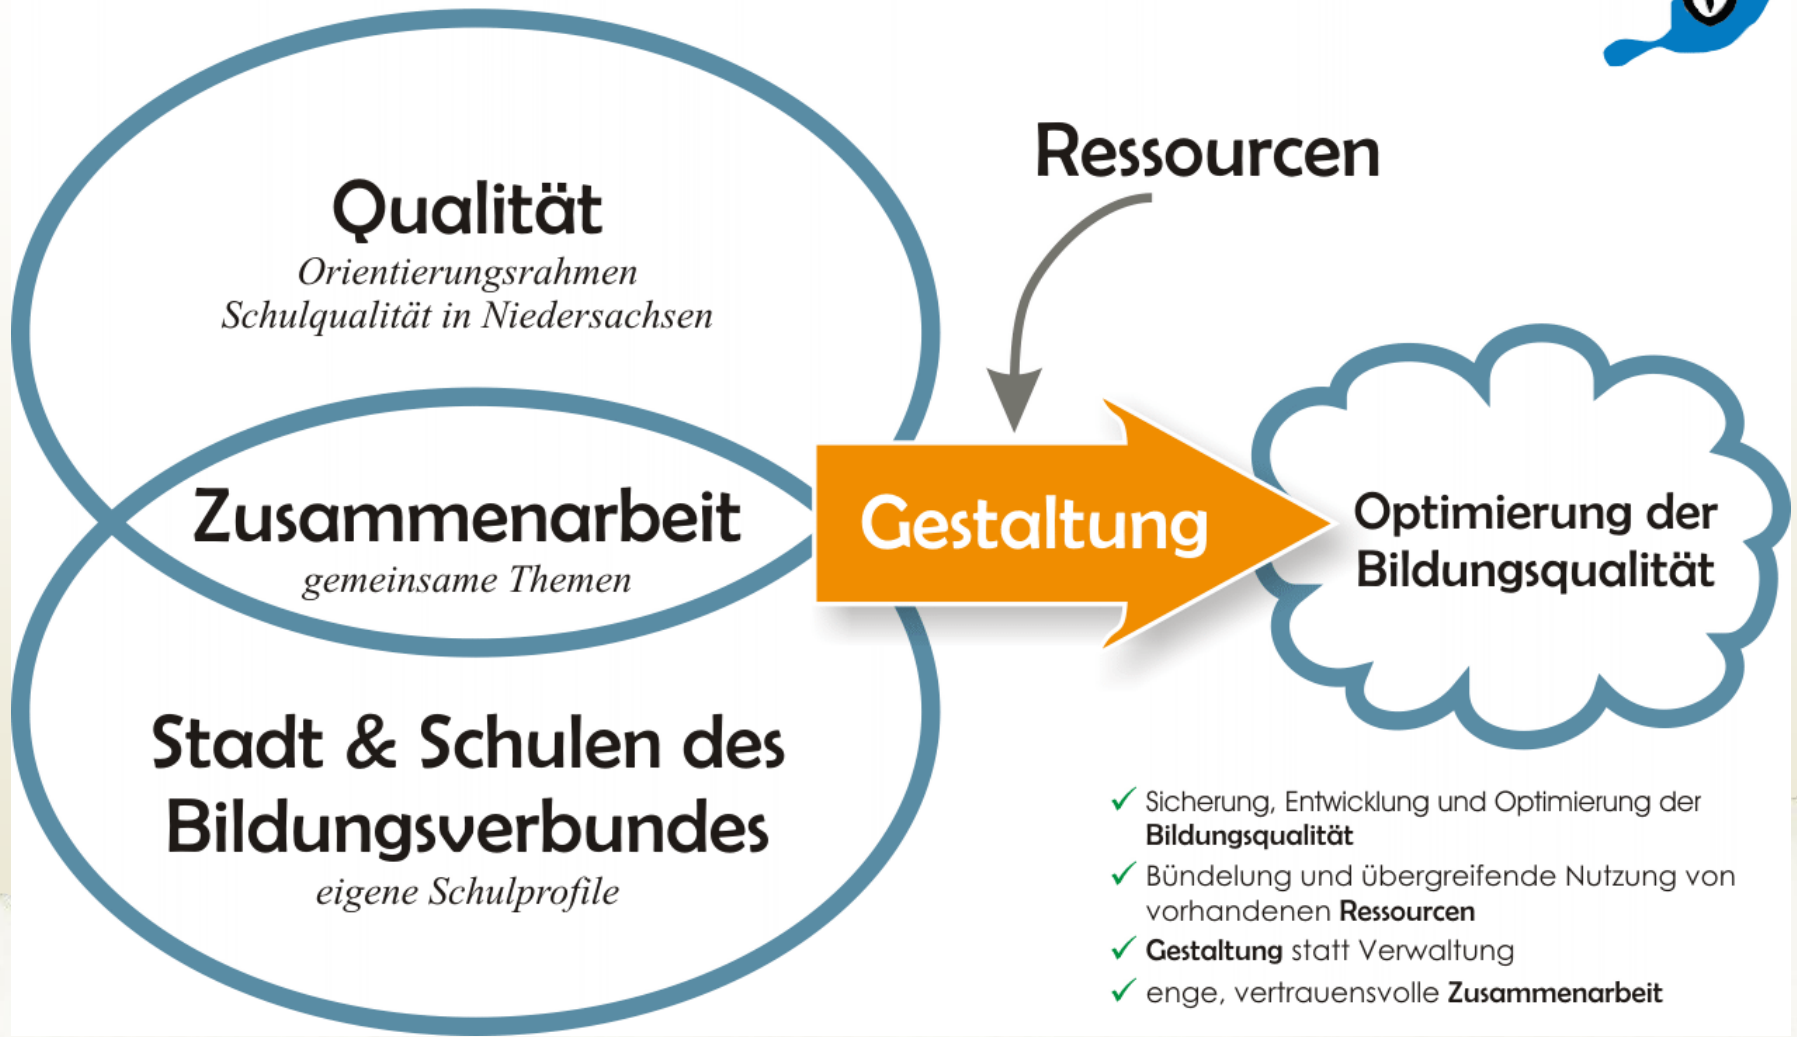 Qualität
Orientierungsrahmen
Schulqualität in Niedersachsen
Zusammenarbeit
gemeinsame Themen
Stadt & Schulen des
Bildungsverbundes
eigene Schulprofile
Ressourcen
Gestaltung
Optimierung der
Bildungsqualität
✓ Sicherung, Entwicklung und Optimierung der
Bildungsqualität
✓ Bündelung und übergreifende Nutzung von
vorhandenen Ressourcen
✓ Gestaltung statt Verwaltung
✓ enge, vertrauensvolle Zusammenarbeit